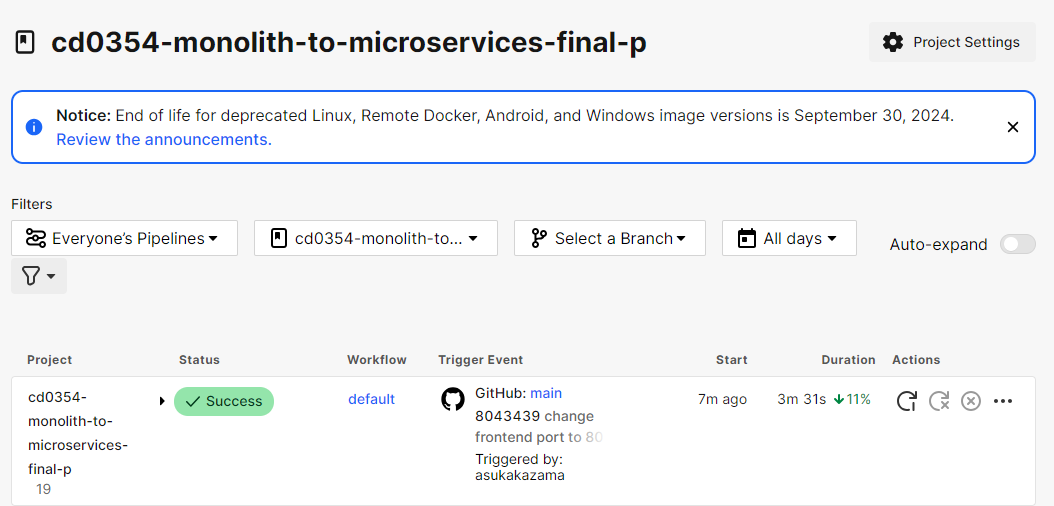 cd0354-monolith-to-microservices-final-p
Project Settings
Notice: End of life for deprecated Linux, Remote Docker, Android, and Windows image versions is September 30, 2024.
Review the announcements.
Filters
Everyone's Pipelines
cd0354-monolith-to...
Select a Branch
All days
Auto-expand
Project
Status
Workflow
Trigger Event
Start
Duration
Actions
cd0354-
monolith-to-
microservices-
final-p
19
Success
default
GitHub: main
8043439 change
frontend port to 80
Triggered by:
asukakazama
7m ago
3m 31s
11%